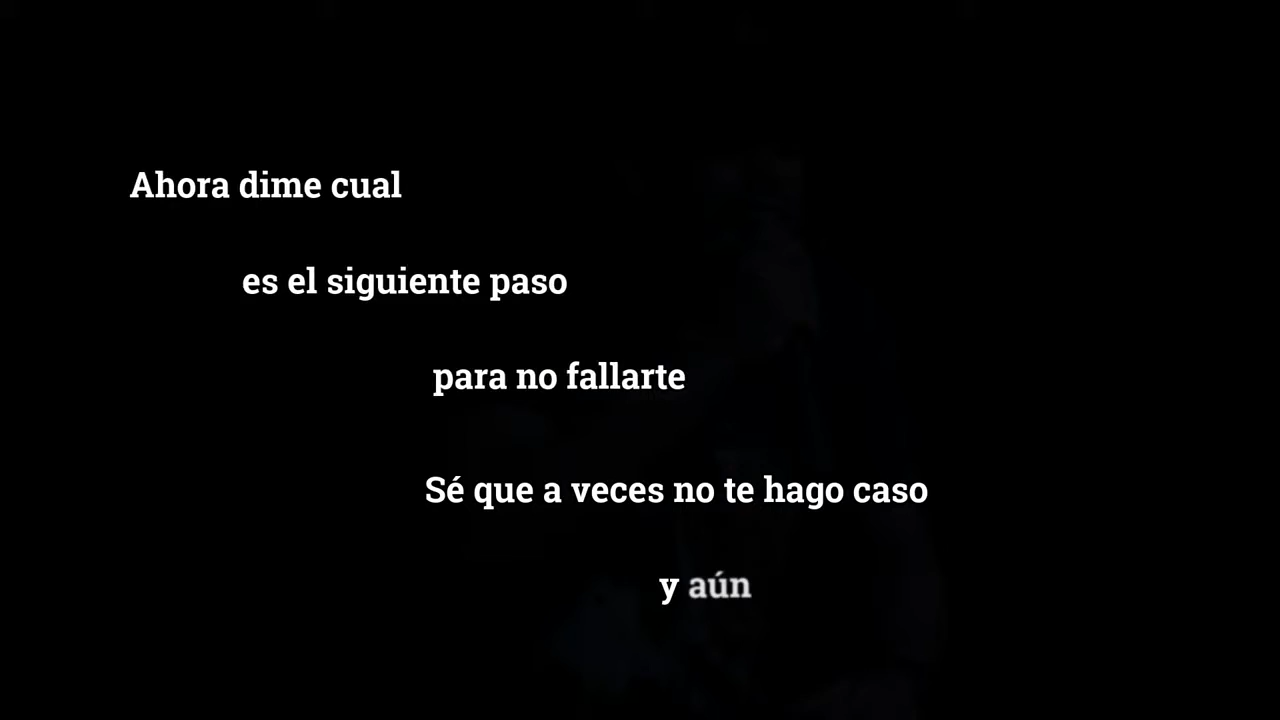 Ahora dime cual
es el siguiente paso
para no fallarte
Sé que a veces no te hago caso
y aún